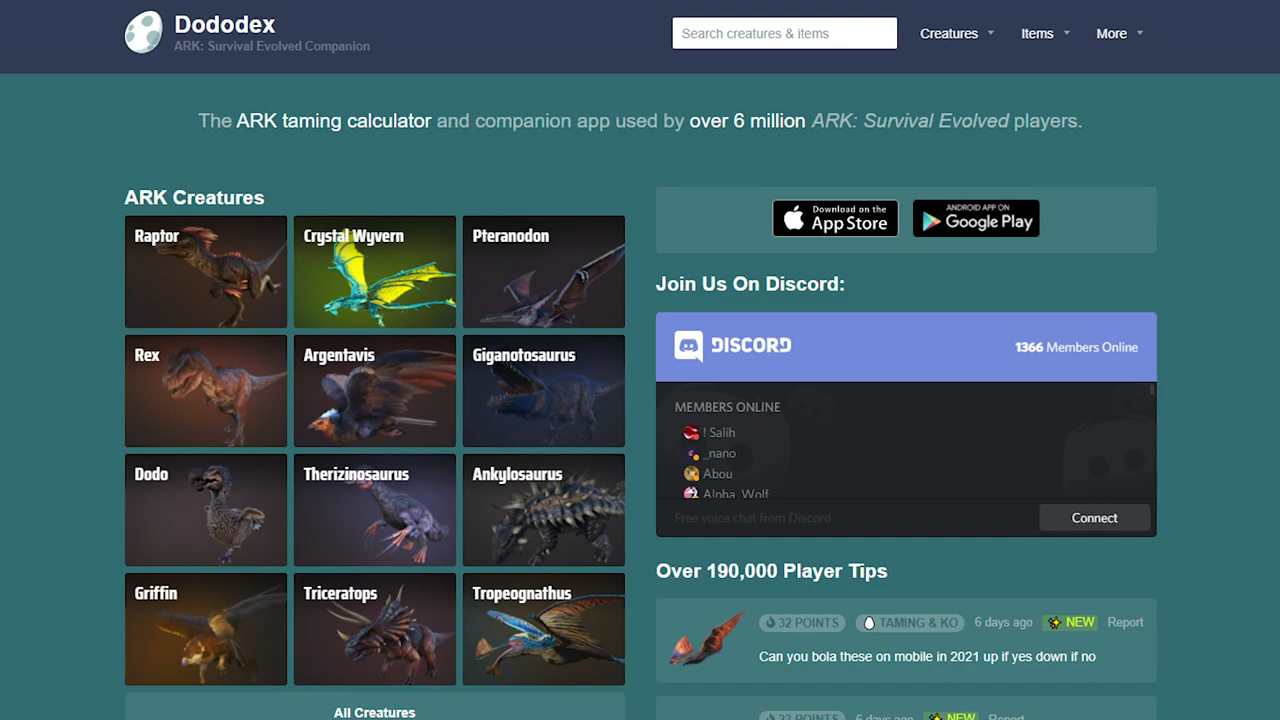 Dododex
ARK: Survival Evolved Companion
Search creatures & items
Creatures
Items
More
The ARK taming calculator and companion app used by over 6 million ARK: Survival Evolved players.
ARK Creatures
Raptor
Crystal Wyvern
Pteranodon
Rex
Argentavis
Giganotosaurus
Dodo
Therizinosaurus
Ankylosaurus
Griffin
Triceratops
Tropeognathus
All Creatures
Download on the
App Store
ANDROID APP ON
Google Play
Join Us On Discord:
DISCORD
1366 Members Online
MEMBERS ONLINE
! Salih
_nano
Abou
Alpha_Wolf
Free voice chat from Discord
Connect
Over 190,000 Player Tips
32 POINTS
TAMING & KO
6 days ago
NEW
Report
Can you bola these on mobile in 2021 up if yes down if no
23 POINTS
6 days ago
NEW
Report